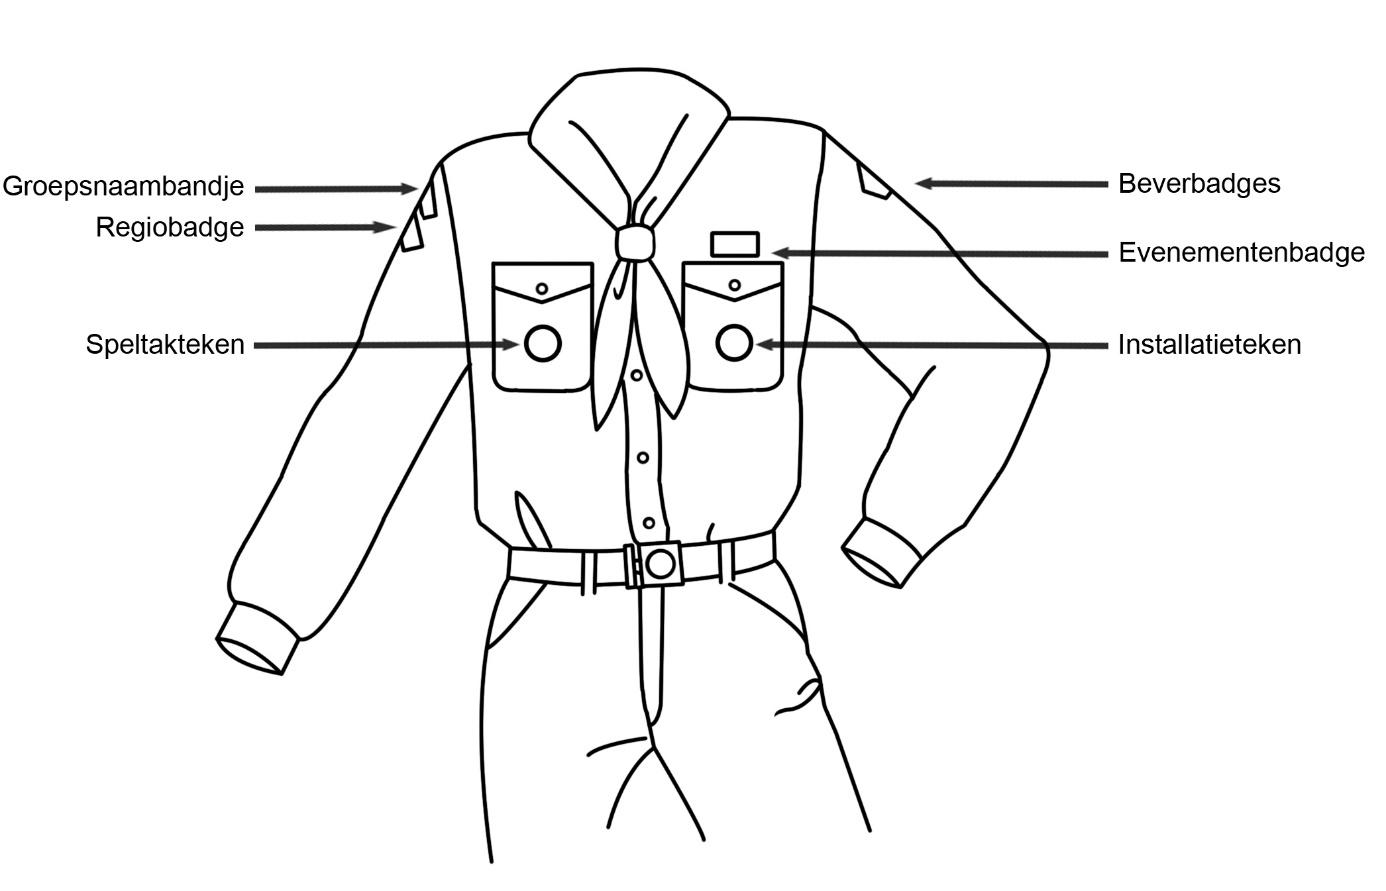 Groepsnaambandje
Regiobadge
Speltakteken
Beverbadges
Evenementenbadge
Installatieteken